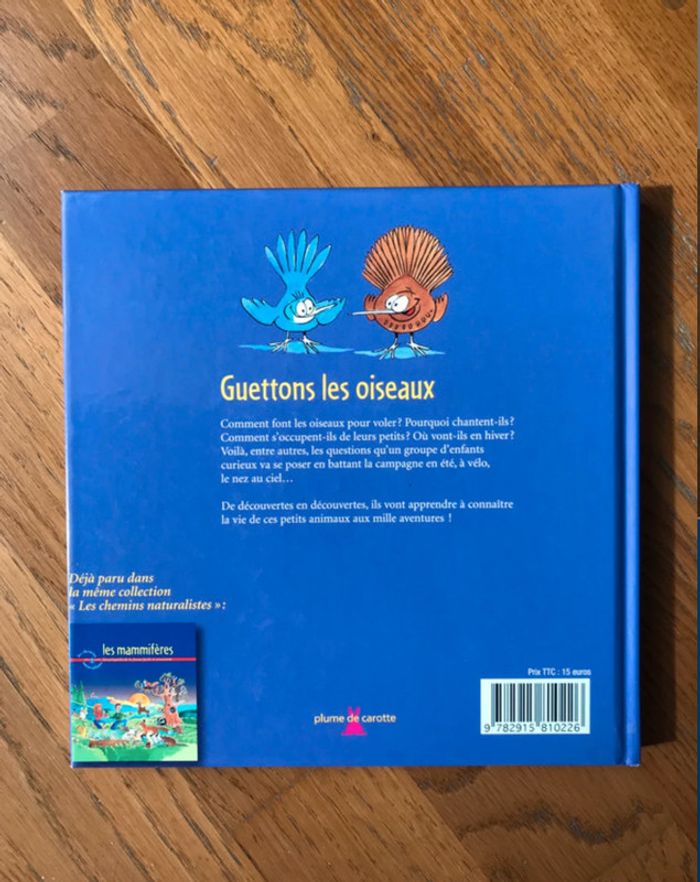 Guettons les oiseaux
Comment font les oiseaux pour voler ? Pourquoi chantent-ils ?
Comment s'occupent-ils de leurs petits ? Où vont-ils en hiver ?
Voilà, entre autres, les questions qu'un groupe d'enfants
curieux va se poser en battant la campagne en été, à vélo,
le nez au ciel…
De découvertes en découvertes, ils vont apprendre à connaître
la vie de ces petits animaux aux mille aventures !
Déjà paru dans
la même collection
« Les chemins naturalistes » :
les mammifères
Prix TTC : 15 euros
plume de carotte
9 782915 810226